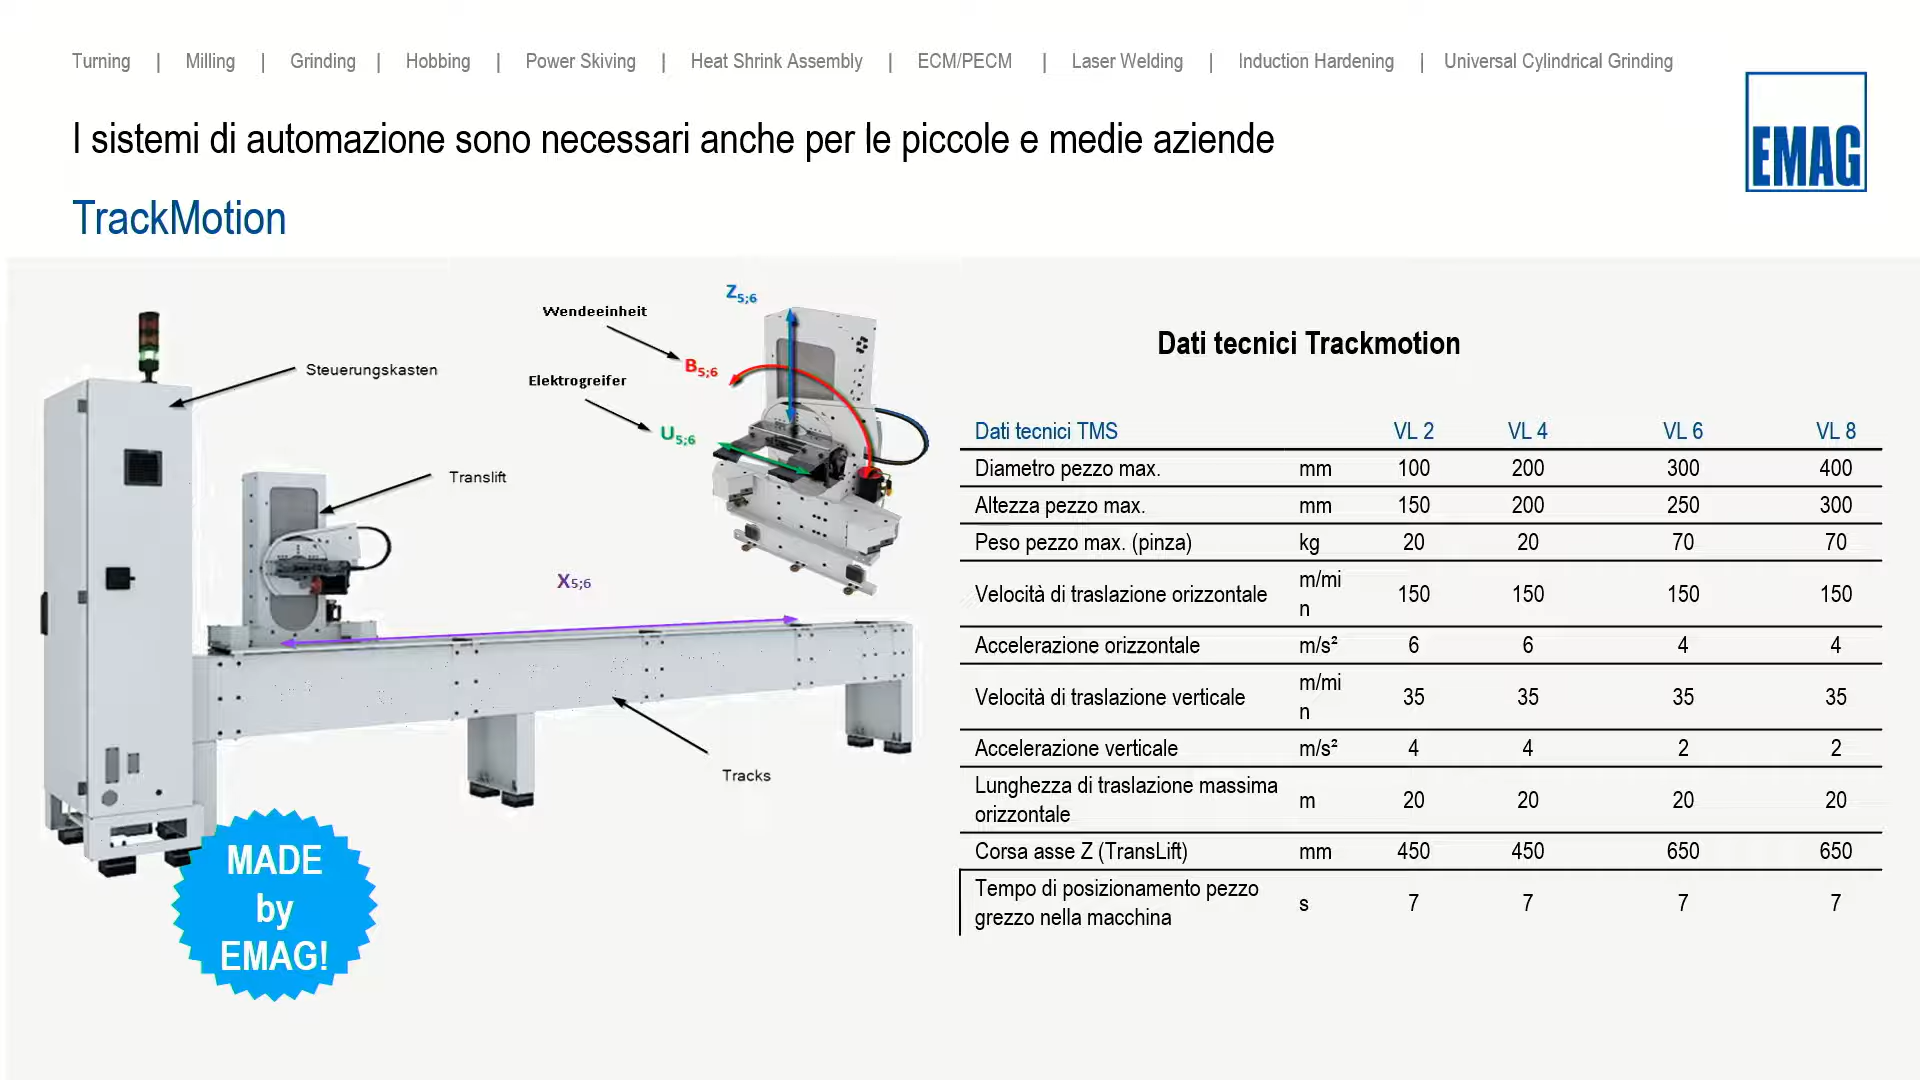 Turning | Milling | Grinding | Hobbing | Power Skiving | Heat Shrink Assembly | ECM/PECM | Laser Welding | Induction Hardening | Universal Cylindrical Grinding
I sistemi di automazione sono necessari anche per le piccole e medie aziende
EMAG
TrackMotion
Steuerungskasten
Translift
Wendeeinheit
Elektrogreifer
Z5;6
B5;6
U5;6
X5;6
Tracks
MADE
by
EMAG!
Dati tecnici Trackmotion
Dati tecnici TMS VL 2 VL 4 VL 6 VL 8
Diametro pezzo max. mm 100 200 300 400
Altezza pezzo max. mm 150 200 250 300
Peso pezzo max. (pinza) kg 20 20 70 70
Velocità di traslazione orizzontale m/mi
n 150 150 150 150
Accelerazione orizzontale m/s² 6 6 4 4
Velocità di traslazione verticale m/mi
n 35 35 35 35
Accelerazione verticale m/s² 4 4 2 2
Lunghezza di traslazione massima
orizzontale m 20 20 20 20
Corsa asse Z (TransLift) mm 450 450 650 650
Tempo di posizionamento pezzo
grezzo nella macchina s 7 7 7 7